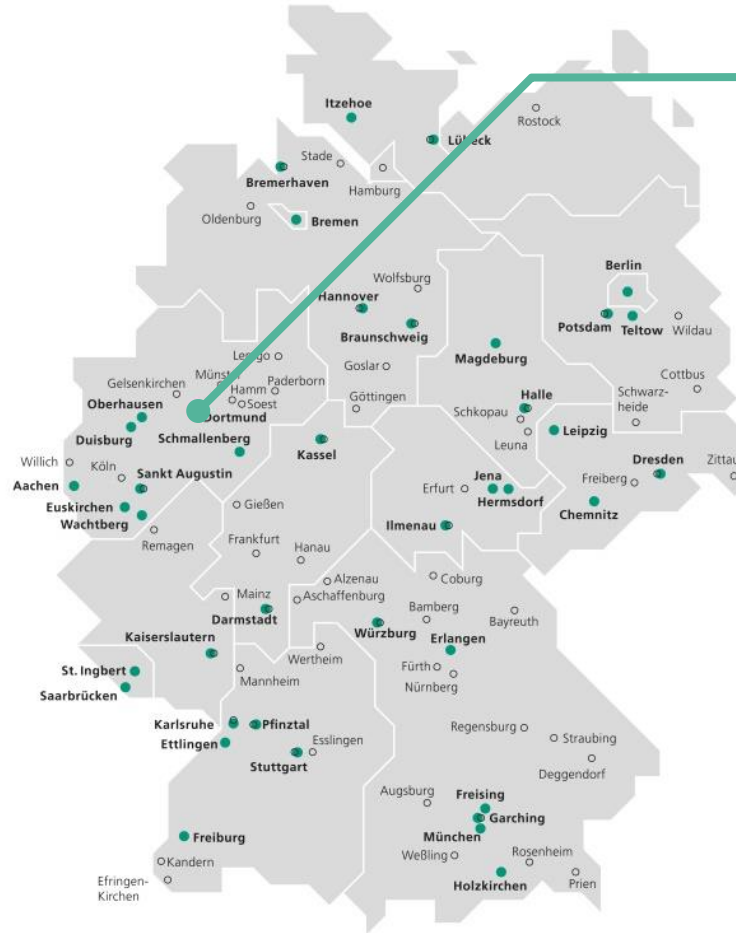 Itzehoe
Rostock
Lübeck
Stade
Hamburg
Bremerhaven
Oldenburg
Bremen
Wolfsburg
Berlin
Hannover
Braunschweig
Potsdam
Teltow
Wildau
Magdeburg
Paderborn
Goslar
Gelsenkirchen
Hamm
Göttingen
Cottbus
Schwarz-
heide
Oberhausen
Soest
Dortmund
Halle
Schkopau
Duisburg
Schmallenberg
Kassel
Leuna
Leipzig
Willich
Köln
Sankt Augustin
Aachen
Erfurt
Jena
Hermsdorf
Dresden
Zittau
Freiberg
Chemnitz
Euskirchen
Wachtberg
Gießen
Ilmenau
Remagen
Frankfurt
Hanau
Alzenau
Coburg
Mainz
Aschaffenburg
Bamberg
Bayreuth
Darmstadt
Würzburg
Erlangen
Kaiserslautern
Wertheim
St. Ingbert
Mannheim
Fürth
Nürnberg
Saarbrücken
Karlsruhe
Pfinztal
Regensburg
Straubing
Ettlingen
Esslingen
Stuttgart
Deggendorf
Augsburg
Freising
Garching
München
Freiburg
Weßling
Rosenheim
Kandern
Holzkirchen
Prien
Efringen-
Kirchen